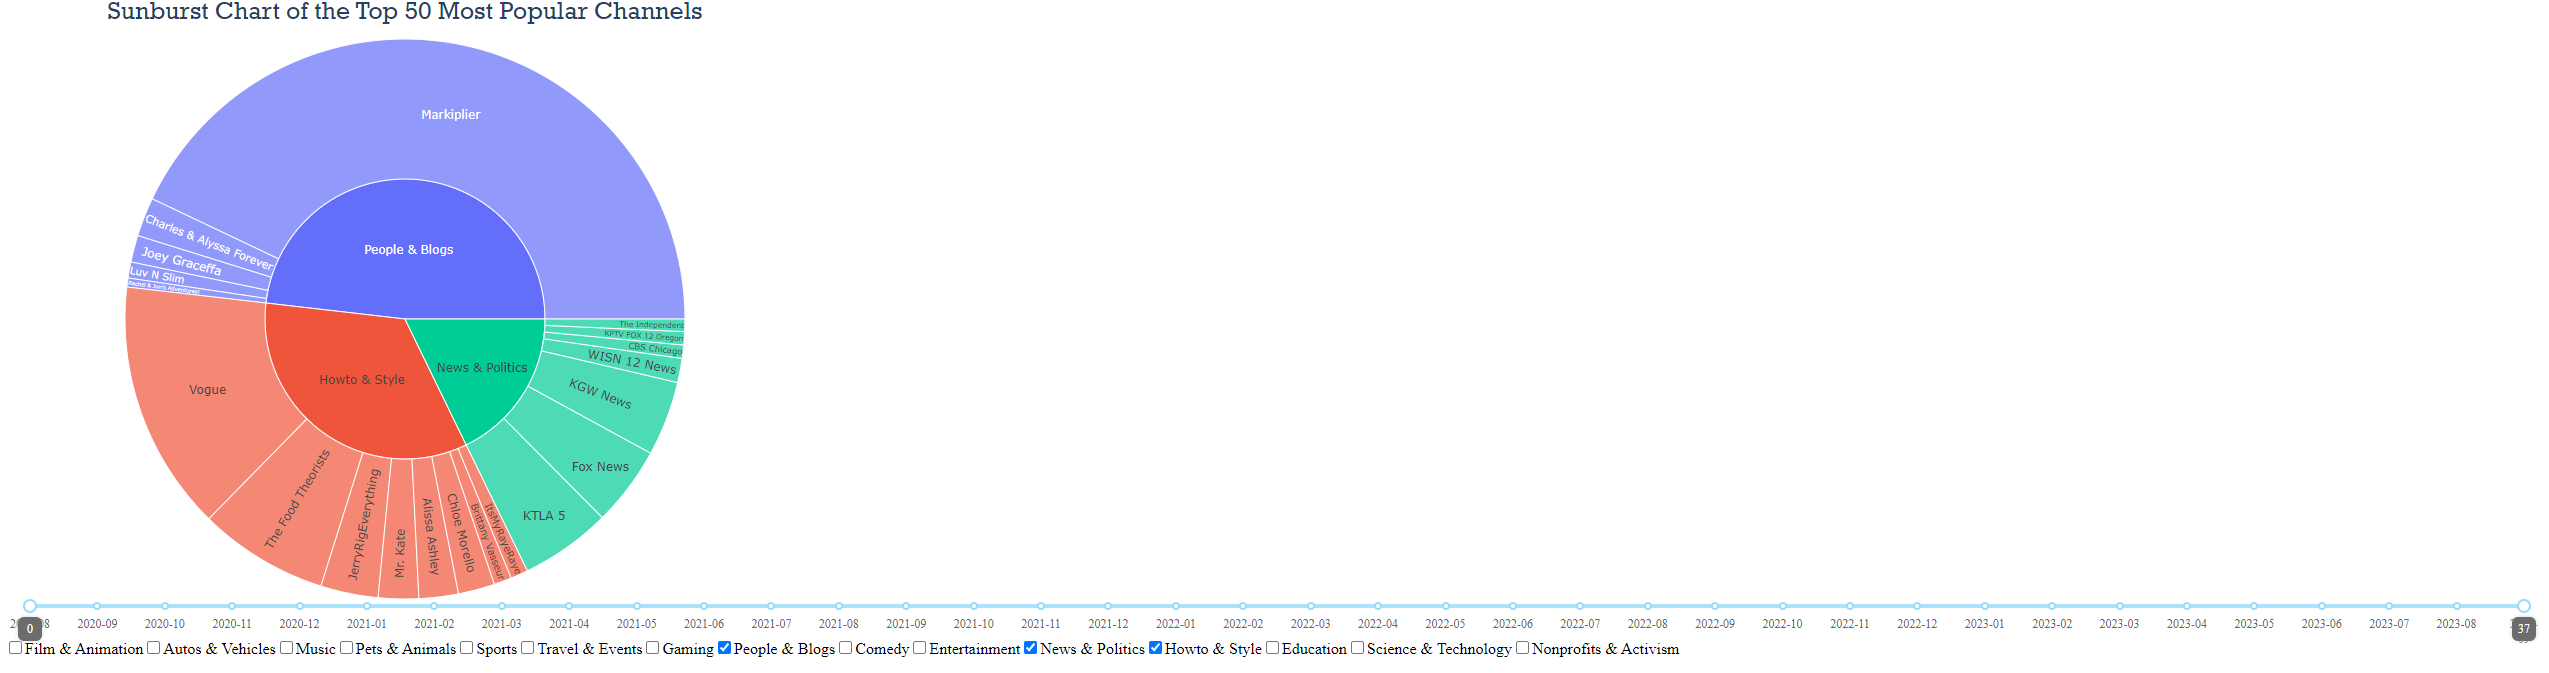 Sunburst Chart of the Top 50 Most Popular Channels
Markiplier
Charles & Alyssa Forever
Joey Graceffa
Luv N Slim
Rachel & Jun's Adventures!
People & Blogs
The Independent
KPTV FOX 12 Oregon
CBS Chicago
WISN 12 News
KGW News
News & Politics
Howto & Style
Vogue
Fox News
KTLA 5
The Food Theorists
JerryRigEverything
Mr. Kate
Alissa Ashley
Chloe Morello
Brittany Vasseur
ItsMyRayeRaye
2020-09 2020-10 2020-11 2020-12 2021-01 2021-02 2021-03 2021-04 2021-05 2021-06 2021-07 2021-08 2021-09 2021-10 2021-11 2021-12 2022-01 2022-02 2022-03 2022-04 2022-05 2022-06 2022-07 2022-08 2022-09 2022-10 2022-11 2022-12 2023-01 2023-02 2023-03 2023-04 2023-05 2023-06 2023-07 2023-08
0 37
Film & Animation Autos & Vehicles Music Pets & Animals Sports Travel & Events Gaming People & Blogs Comedy Entertainment News & Politics Howto & Style Education Science & Technology Nonprofits & Activism